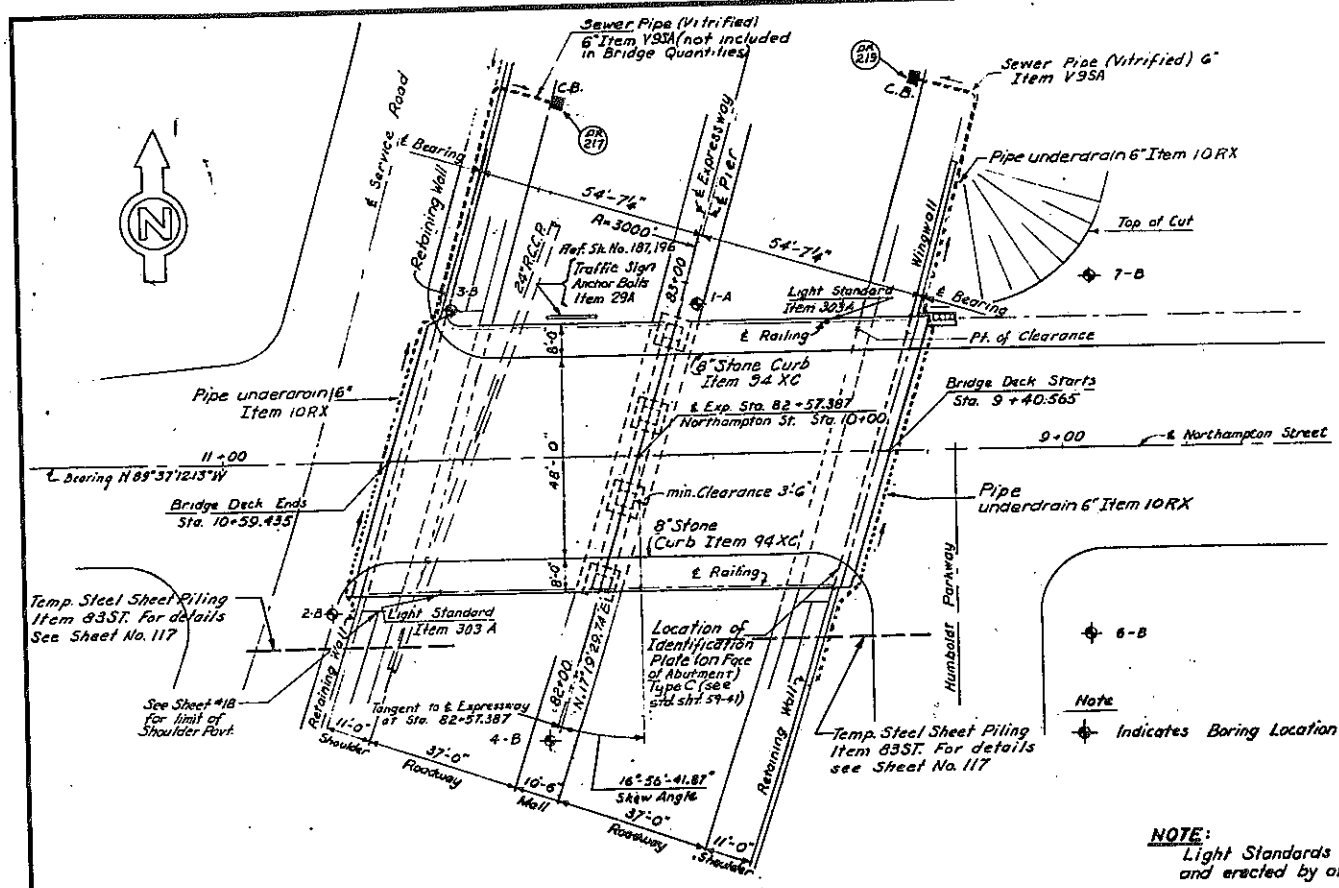 Sewer Pipe (Vitrified)
6" Item V9SA (not included
in Bridge Quantities)
DR
219
Sewer Pipe (Vitrified) 6"
Item V9SA
C.B.
C.B.
DR
217
℄ Service Road
℄ Bearing
Retaining Wall
℄ Expressway
℄ Pier
Pipe underdrain 6" Item 10RX
Top of Cut
Wingwall
N
54'-7¼"
R=3000'
54'-7¼"
24" R.C.C.P.
Ref. Sk. No. 187,196
Traffic Sign
Anchor Bolts
Item 29A
83+00
1-A
3-B
7-B
Light Standard
Item 303A
℄ Bearing
℄ Railing
Pt. of Clearance
8'-0"
8" Stone Curb
Item 94 XC
Pipe underdrain 6"
Item 10RX
Bridge Deck Starts
Sta. 9+40.565
℄ Exp. Sta. 82+57.387
Northampton St. Sta. 10+00
11+00
9+00
℄ Northampton Street
Bearing N 89°37'12.13"W
48'-0"
Bridge Deck Ends
Sta. 10+59.435
min. Clearance 3'-6"
Pipe
underdrain 6" Item 10RX
8" Stone
Curb Item 94XC
8'-0"
℄ Railing
Temp. Steel Sheet Piling
Item 83ST. For details
See Sheet No. 117
2-B
Light Standard
Item 303 A
Location of
Identification
Plate (on Face
of Abutment)
Type C (see
std. sht. 59-41)
Humboldt Parkway
6-B
See Sheet #18
for limit of
Shoulder Pavt.
Retaining Wall
82+00
N. 17°19'29.7A E
Tangent to ℄ Expressway
at Sta. 82+57.387
4-B
Retaining Wall
Note
Indicates Boring Location
Temp. Steel Sheet Piling
Item 83ST. For details
see Sheet No. 117
11'-0"
Shoulder
37'-0"
Roadway
10'-6"
Mall
16°-56'-41.87"
Skew Angle
37'-0"
Roadway
11'-0"
Shoulder
NOTE:
Light Standards
and erected by